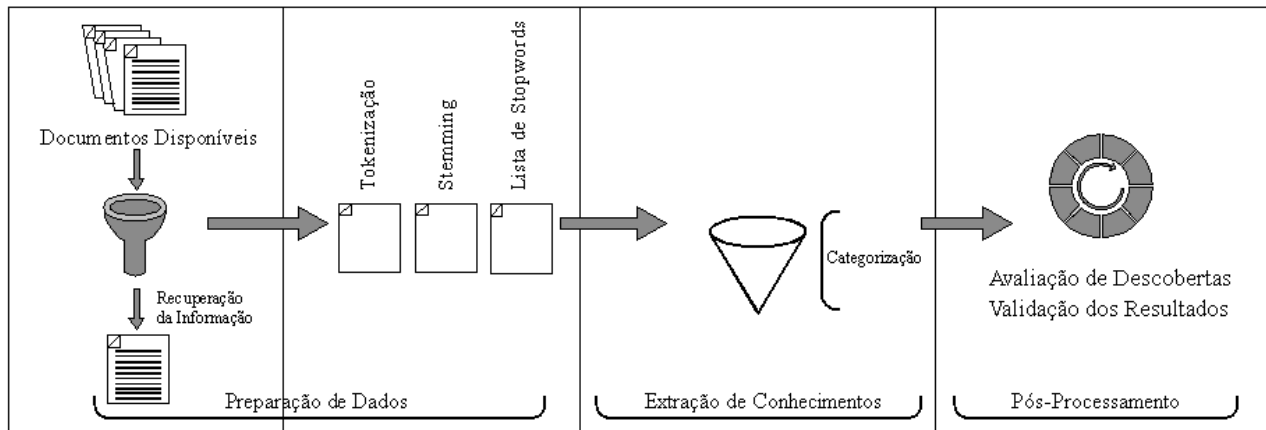 Documentos Disponíveis
Recuperação
da Informação
Tokenização
Stemming
Lista de Stopwords
Categorização
Avaliação de Descobertas
Validação dos Resultados
Preparação de Dados
Extração de Conhecimentos
Pós-Processamento